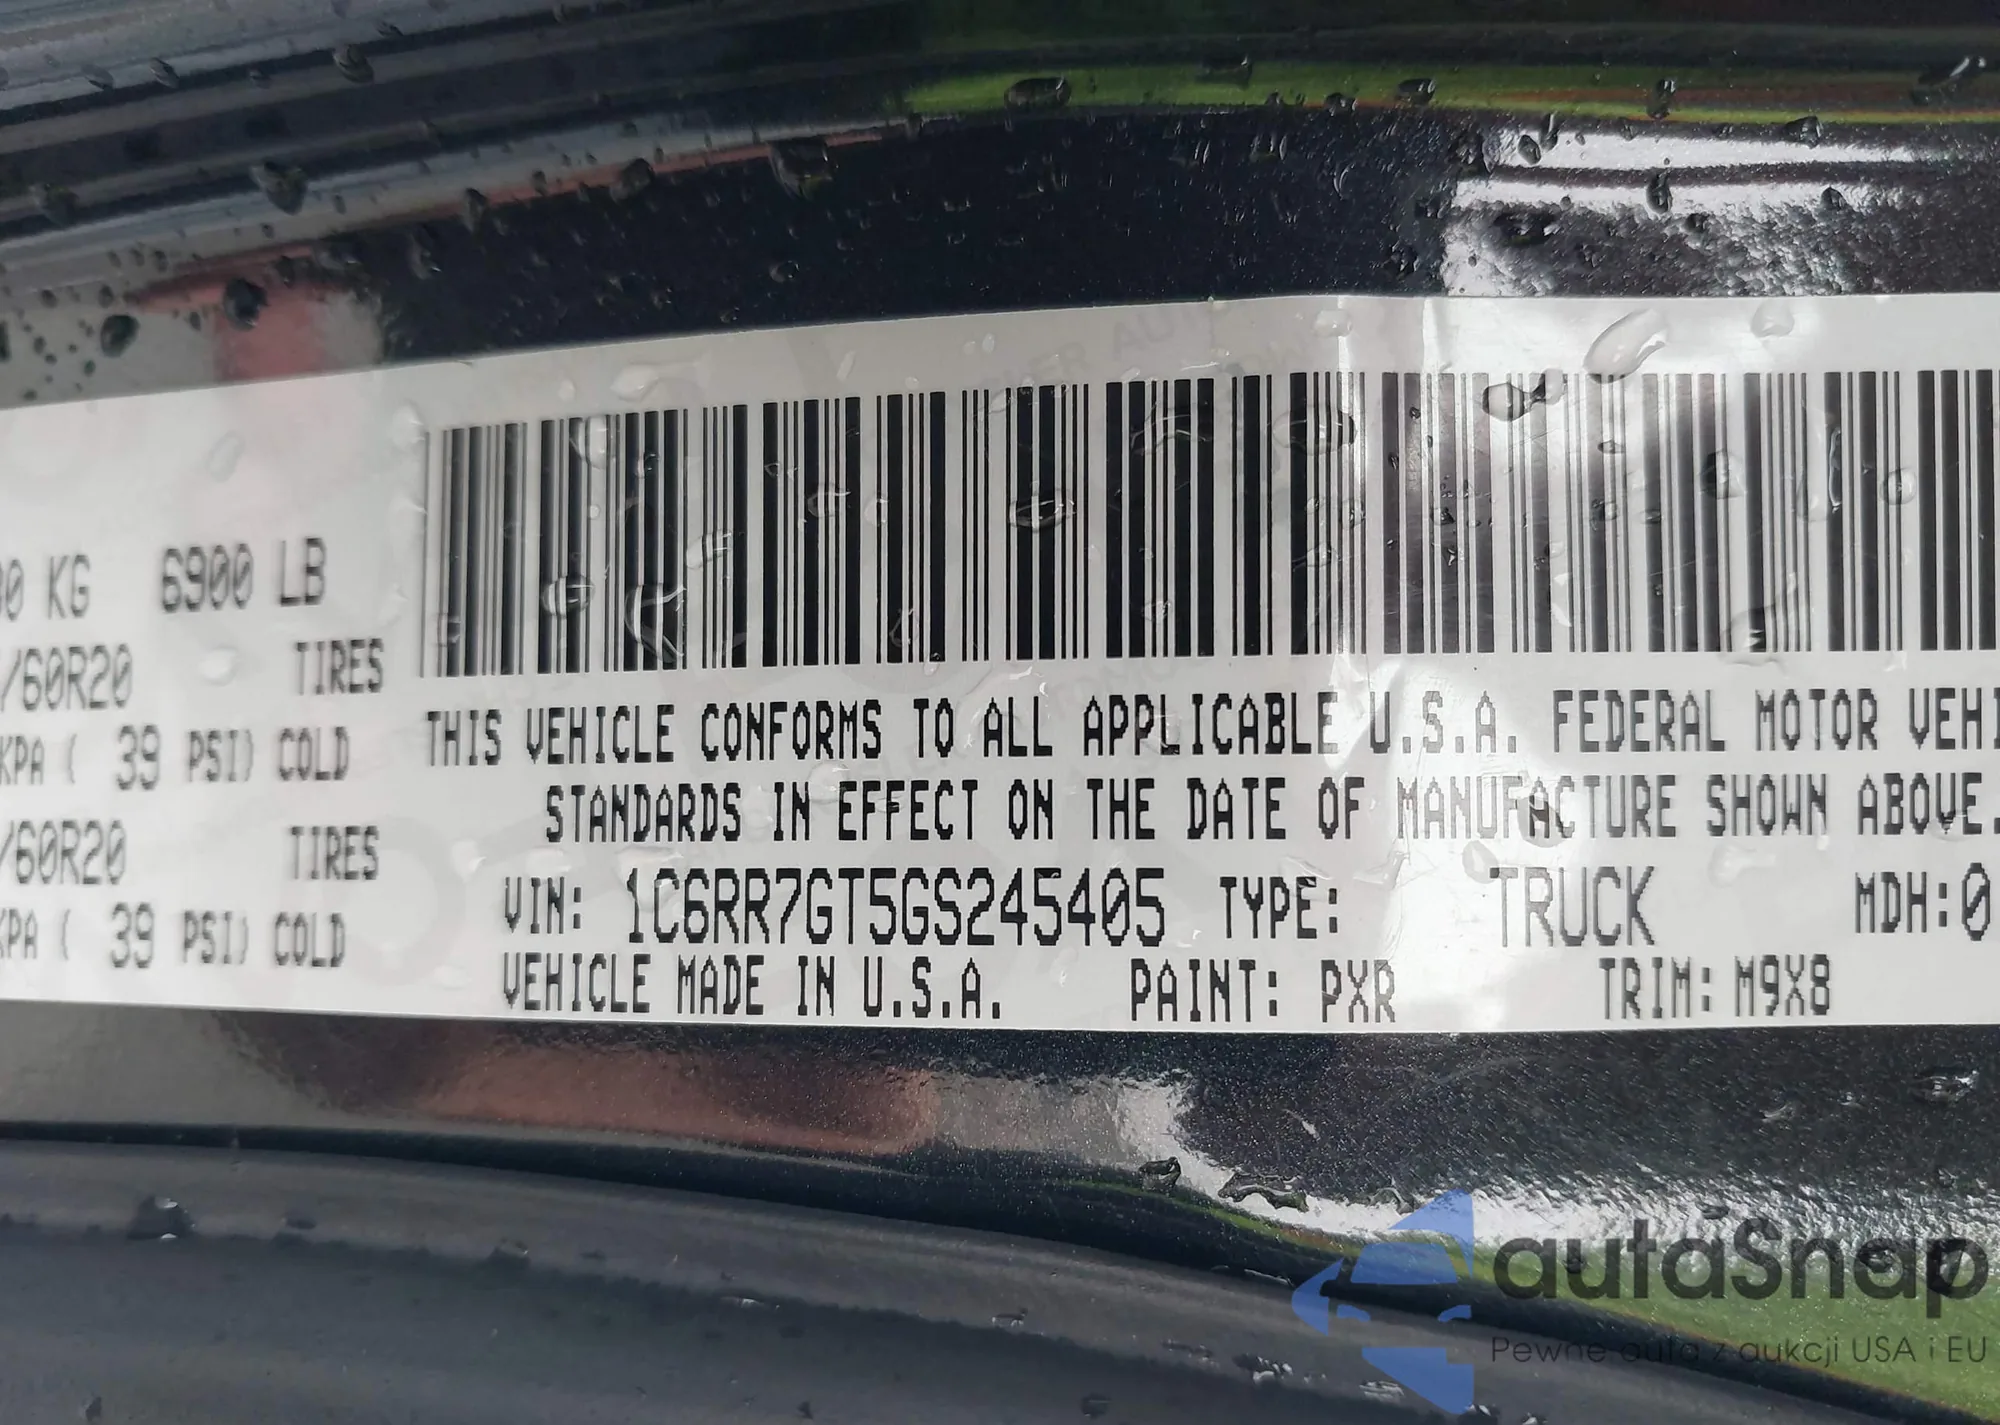 KG 6900 LB
/60R20 TIRES
KPA ( 39 PSI) COLD
/60R20 TIRES
KPA ( 39 PSI) COLD
THIS VEHICLE CONFORMS TO ALL APPLICABLE U.S.A. FEDERAL MOTOR VEHI
STANDARDS IN EFFECT ON THE DATE OF MANUFACTURE SHOWN ABOVE.
VIN: 1C6RR7GT5GS245405 TYPE: TRUCK MDH:0
VEHICLE MADE IN U.S.A. PAINT: PXR TRIM: M9X8
autaSnap
Pewne auta z aukcji USA i EU